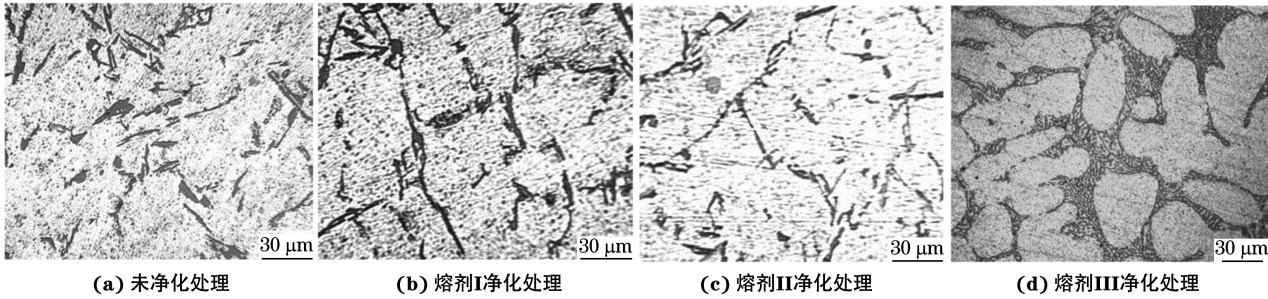 30 μm 30 μm 30 μm 30 μm
(a) 未净化处理 (b) 熔剂I净化处理 (c) 熔剂II净化处理 (d) 熔剂III净化处理